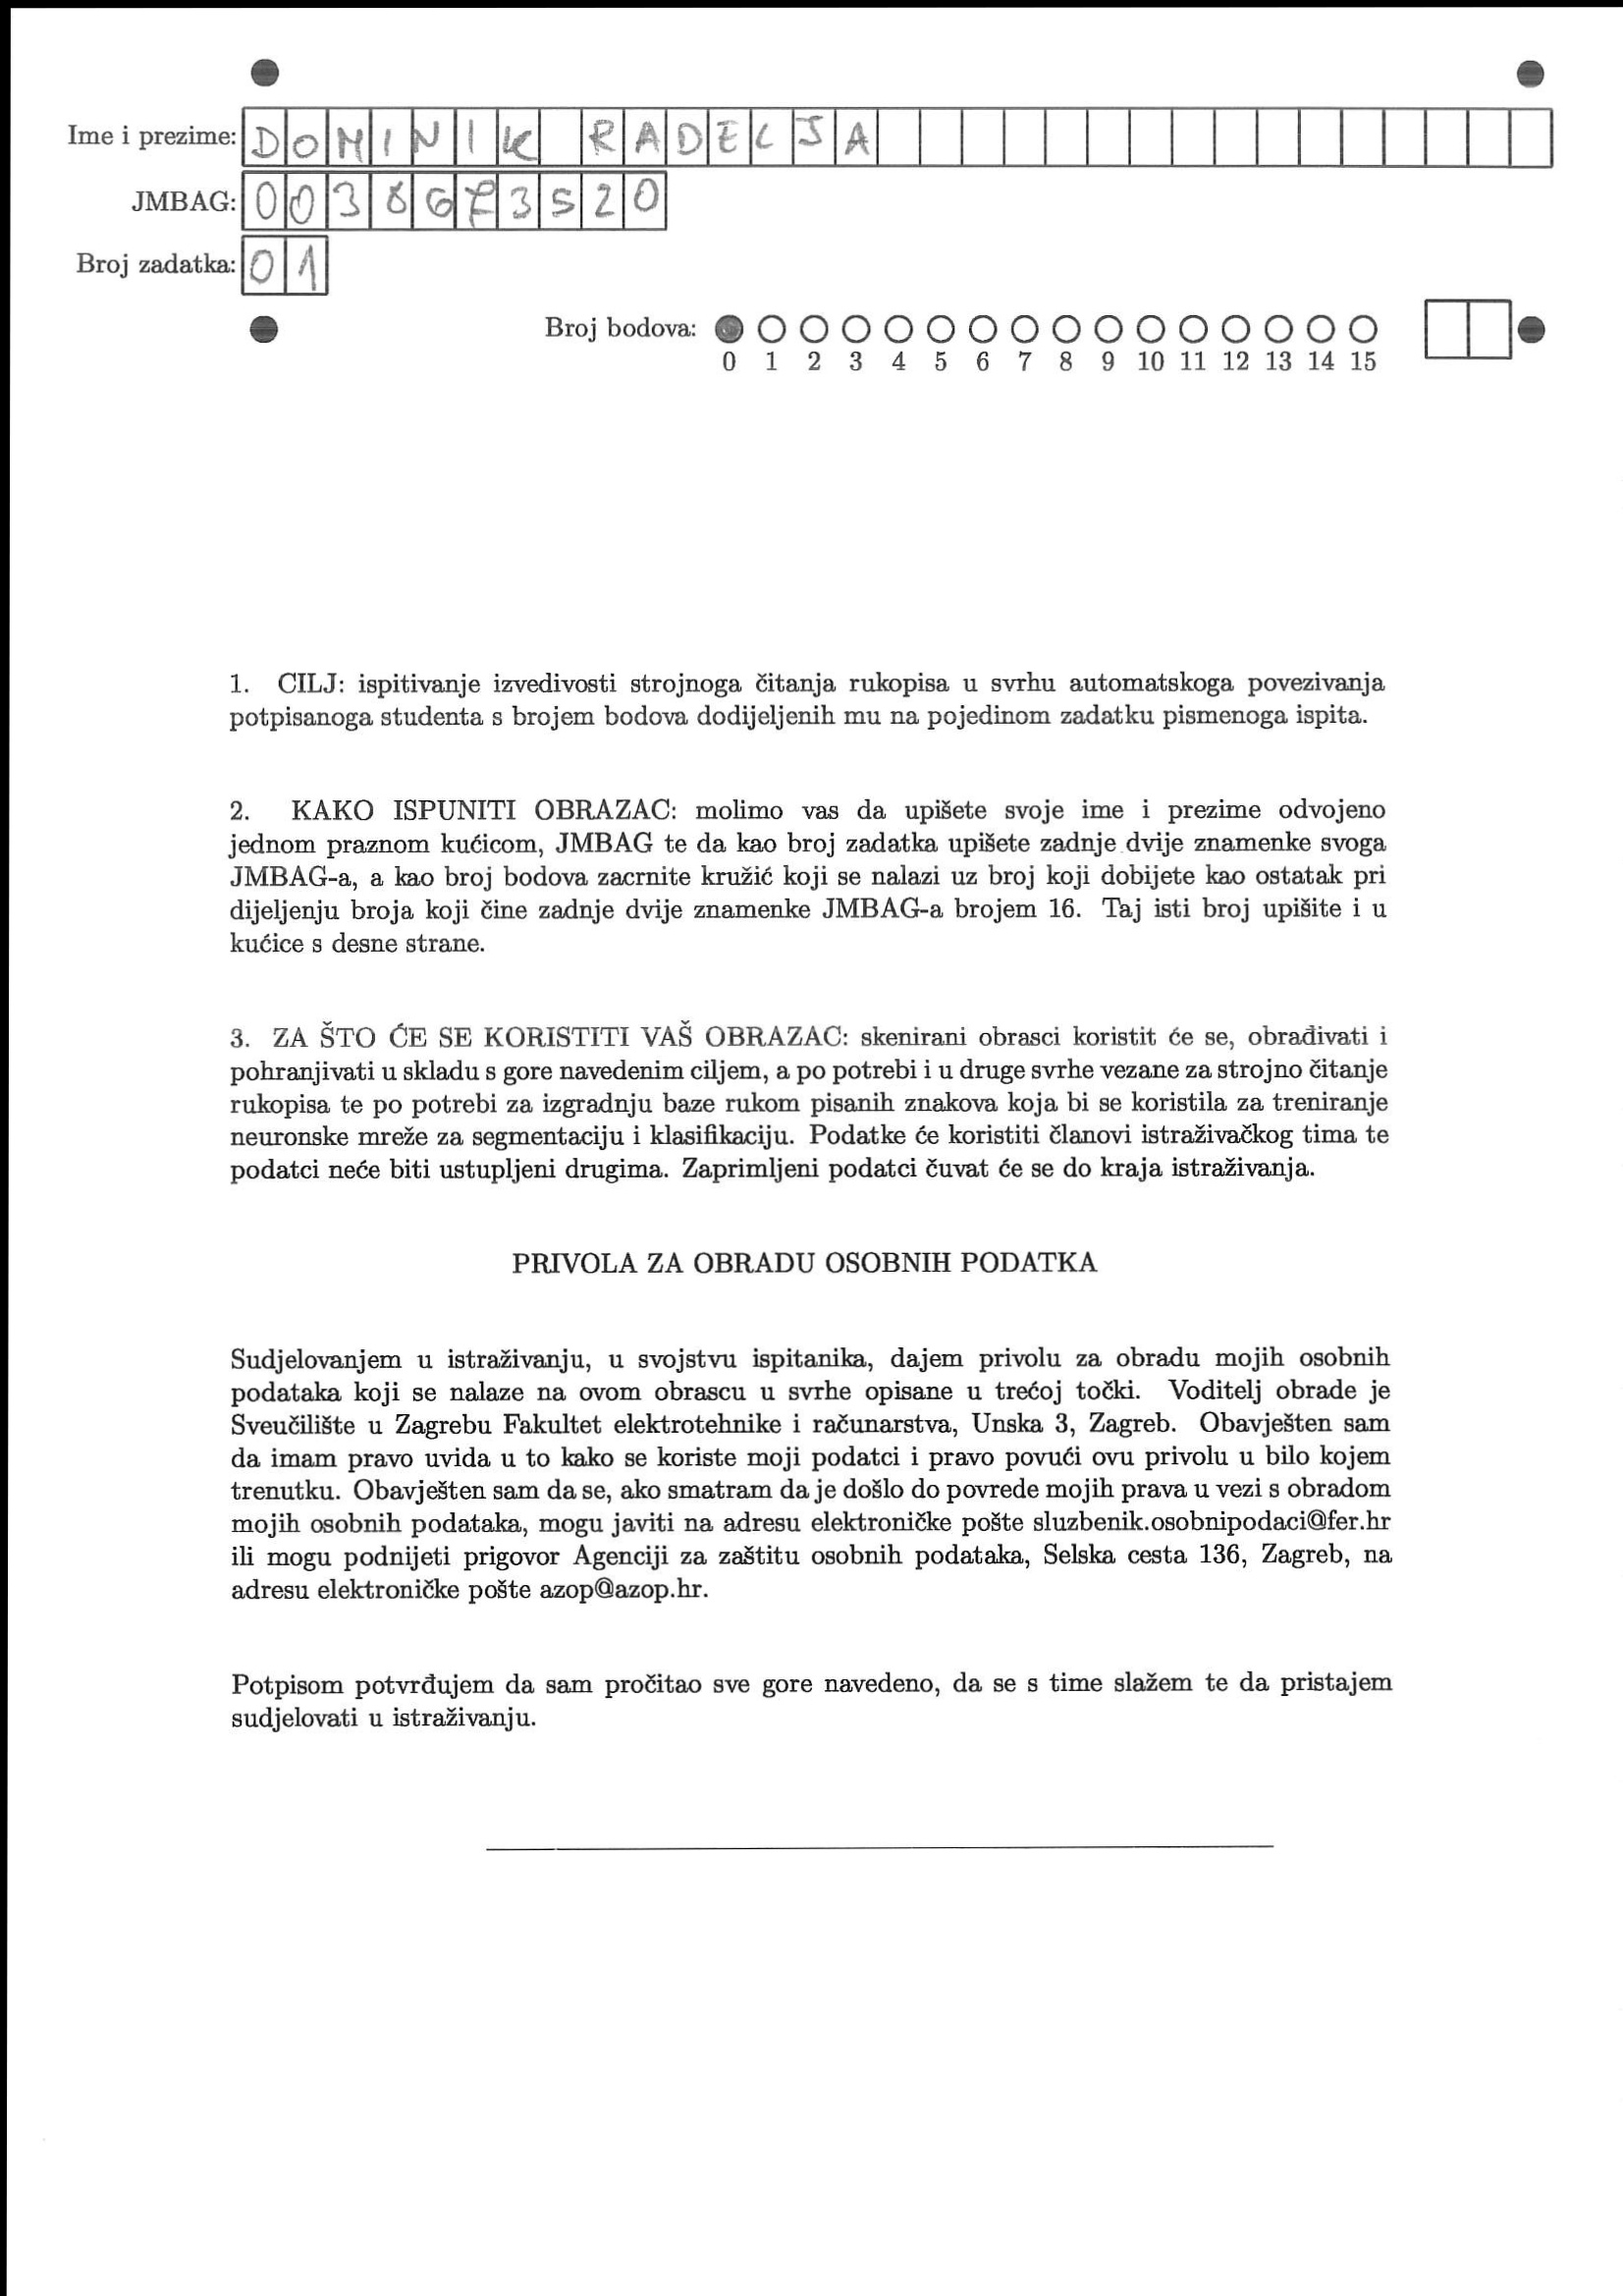 Ime i prezime: DOMINIK RADELJA
JMBAG: 0038673520
Broj zadatka: 01
Broj bodova:
0 1 2 3 4 5 6 7 8 9 10 11 12 13 14 15
1. CILJ: ispitivanje izvedivosti strojnoga čitanja rukopisa u svrhu automatskoga povezivanja
potpisanoga studenta s brojem bodova dodijeljenih mu na pojedinom zadatku pismenoga ispita.
2. KAKO ISPUNITI OBRAZAC: molimo vas da upišete svoje ime i prezime odvojeno
jednom praznom kućicom, JMBAG te da kao broj zadatka upišete zadnje dvije znamenke svoga
JMBAG-a, a kao broj bodova zacrnite kružić koji se nalazi uz broj koji dobijete kao ostatak pri
dijeljenju broja koji čine zadnje dvije znamenke JMBAG-a brojem 16. Taj isti broj upišite i u
kućice s desne strane.
3. ZA ŠTO ĆE SE KORISTITI VAŠ OBRAZAC: skenirani obrasci koristit će se, obrađivati i
pohranjivati u skladu s gore navedenim ciljem, a po potrebi i u druge svrhe vezane za strojno čitanje
rukopisa te po potrebi za izgradnju baze rukom pisanih znakova koja bi se koristila za treniranje
neuronske mreže za segmentaciju i klasifikaciju. Podatke će koristiti članovi istraživačkog tima te
podatci neće biti ustupljeni drugima. Zaprimljeni podatci čuvat će se do kraja istraživanja.
PRIVOLA ZA OBRADU OSOBNIH PODATKA
Sudjelovanjem u istraživanju, u svojstvu ispitanika, dajem privolu za obradu mojih osobnih
podataka koji se nalaze na ovom obrascu u svrhe opisane u trećoj točki. Voditelj obrade je
Sveučilište u Zagrebu Fakultet elektrotehnike i računarstva, Unska 3, Zagreb. Obavješten sam
da imam pravo uvida u to kako se koriste moji podatci i pravo povući ovu privolu u bilo kojem
trenutku. Obavješten sam da se, ako smatram da je došlo do povrede mojih prava u vezi s obradom
mojih osobnih podataka, mogu javiti na adresu elektroničke pošte sluzbenik.osobnipodaci@fer.hr
ili mogu podnijeti prigovor Agenciji za zaštitu osobnih podataka, Selska cesta 136, Zagreb, na
adresu elektroničke pošte azop@azop.hr.
Potpisom potvrđujem da sam pročitao sve gore navedeno, da se s time slažem te da pristajem
sudjelovati u istraživanju.